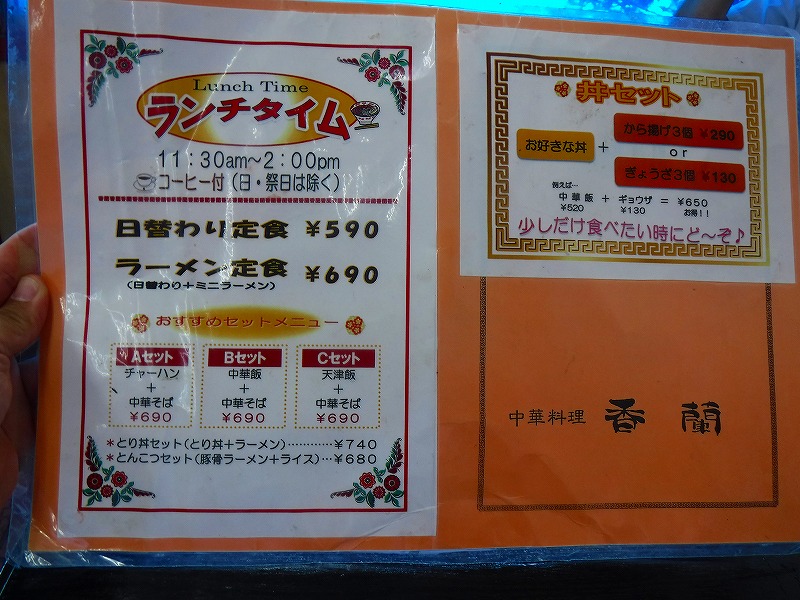 Lunch Time
ランチタイム
11:30am～2:00pm
コーヒー付（日・祭日は除く）
日替わり定食 ¥590
ラーメン定食 ¥690
（日替わり＋ミニラーメン）
おすすめセットメニュー
Aセット
チャーハン
＋
中華そば
¥690
Bセット
中華飯
＋
中華そば
¥690
Cセット
天津飯
＋
中華そば
¥690
＊とり丼セット（とり丼＋ラーメン）…………¥740
＊とんこつセット（豚骨ラーメン＋ライス）…¥680
丼セット
お好きな丼 ＋
から揚げ3個 ¥290
or
ぎょうざ3個 ¥130
例えば…
中華飯 ＋ ギョウザ ＝ ¥650
¥520 ¥130 お得！！
少しだけ食べたい時にど～ぞ♪
中華料理 香蘭